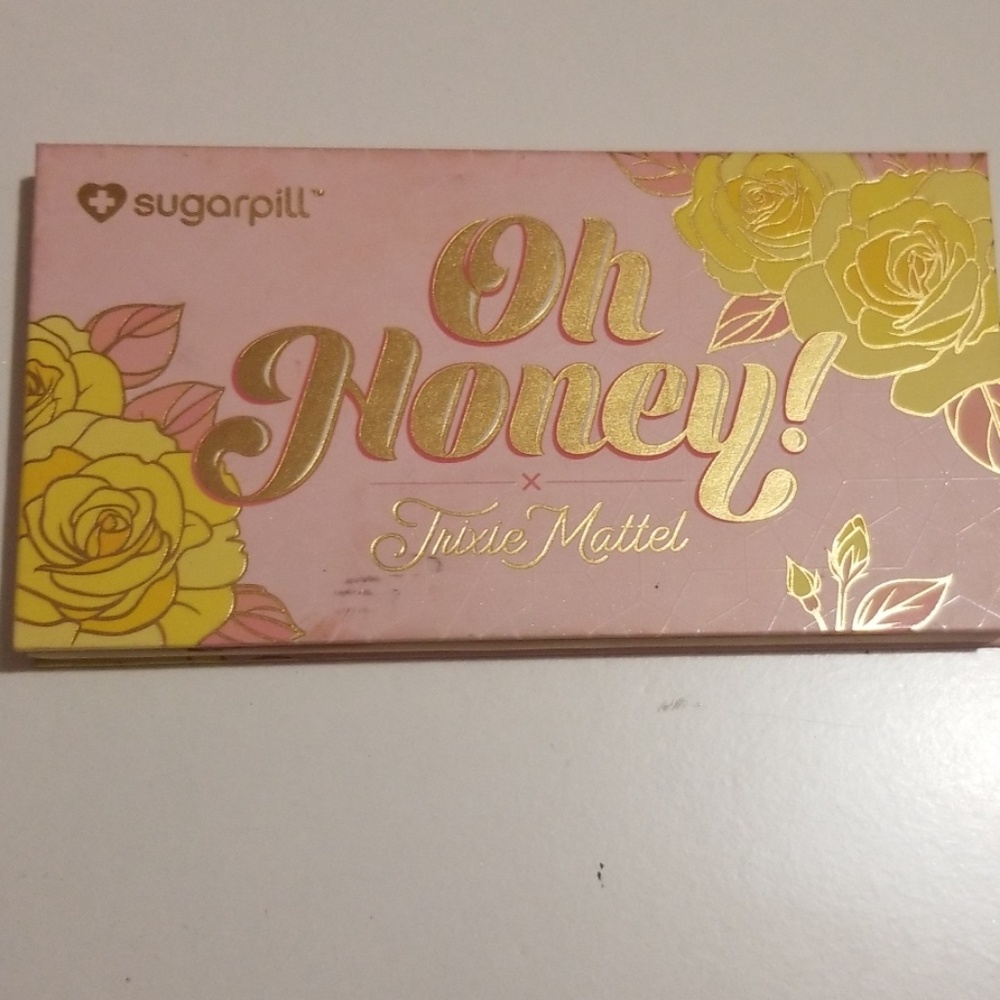 sugarpill™
Oh
Honey!
×
Trixie Mattel